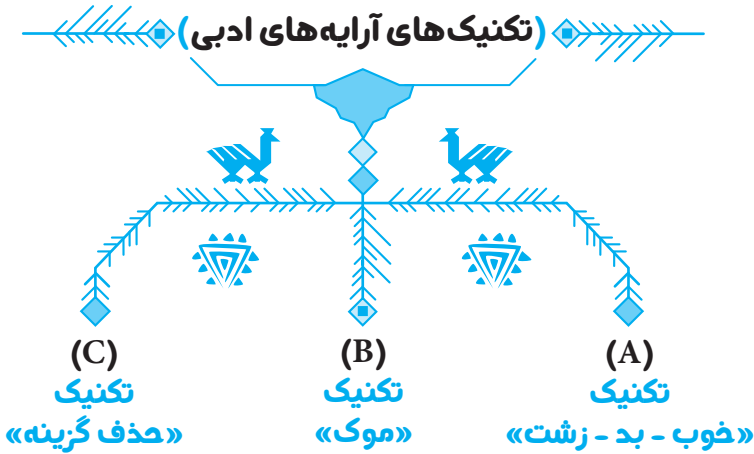 (تکنیک‌های آرایه‌های ادبی)
(A)
تکنیک
«خوب - بد - زشت»
(B)
تکنیک
«موک»
(C)
تکنیک
«حذف گزینه»